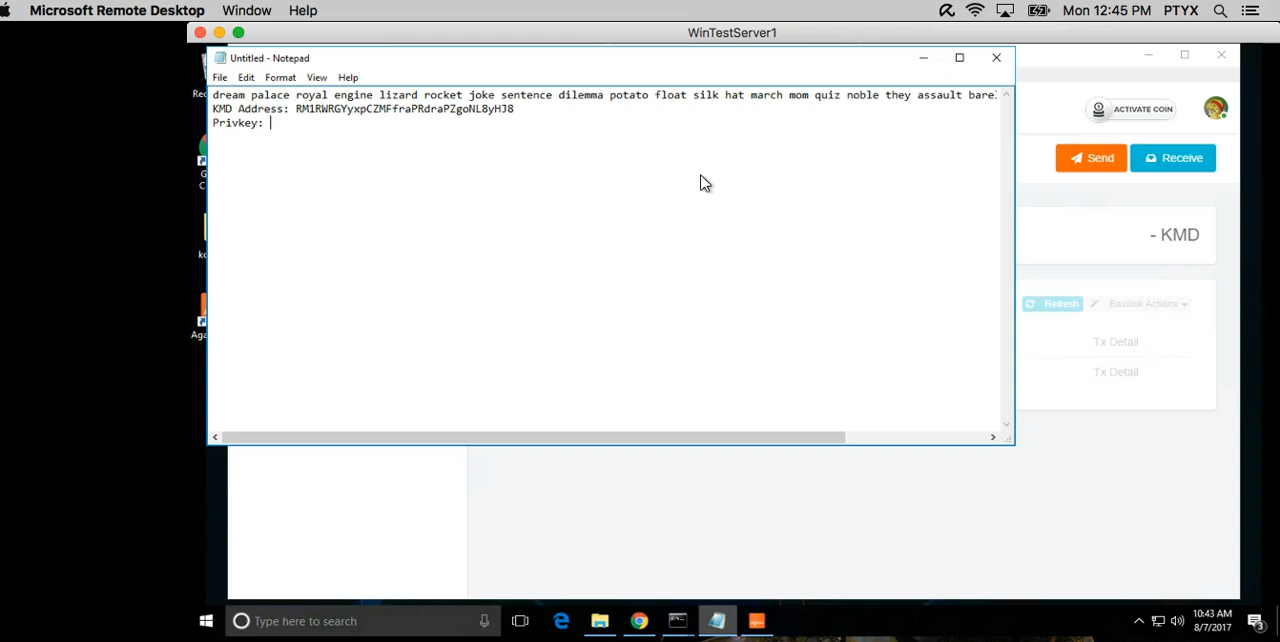 Microsoft Remote Desktop Window Help Mon 12:45 PM PTYX
WinTestServer1
Untitled - Notepad
File Edit Format View Help
dream palace royal engine lizard rocket joke sentence dilemma potato float silk hat march mom quiz noble they assault bare
KMD Address: RM1RWRGYyxpCZMFfraPRdraPZgoNL8yHJ8
Privkey:
ACTIVATE COIN
Send Receive
- KMD
Refresh Basilisk Actions
Tx Detail
Tx Detail
Type here to search
10:43 AM
8/7/2017
3